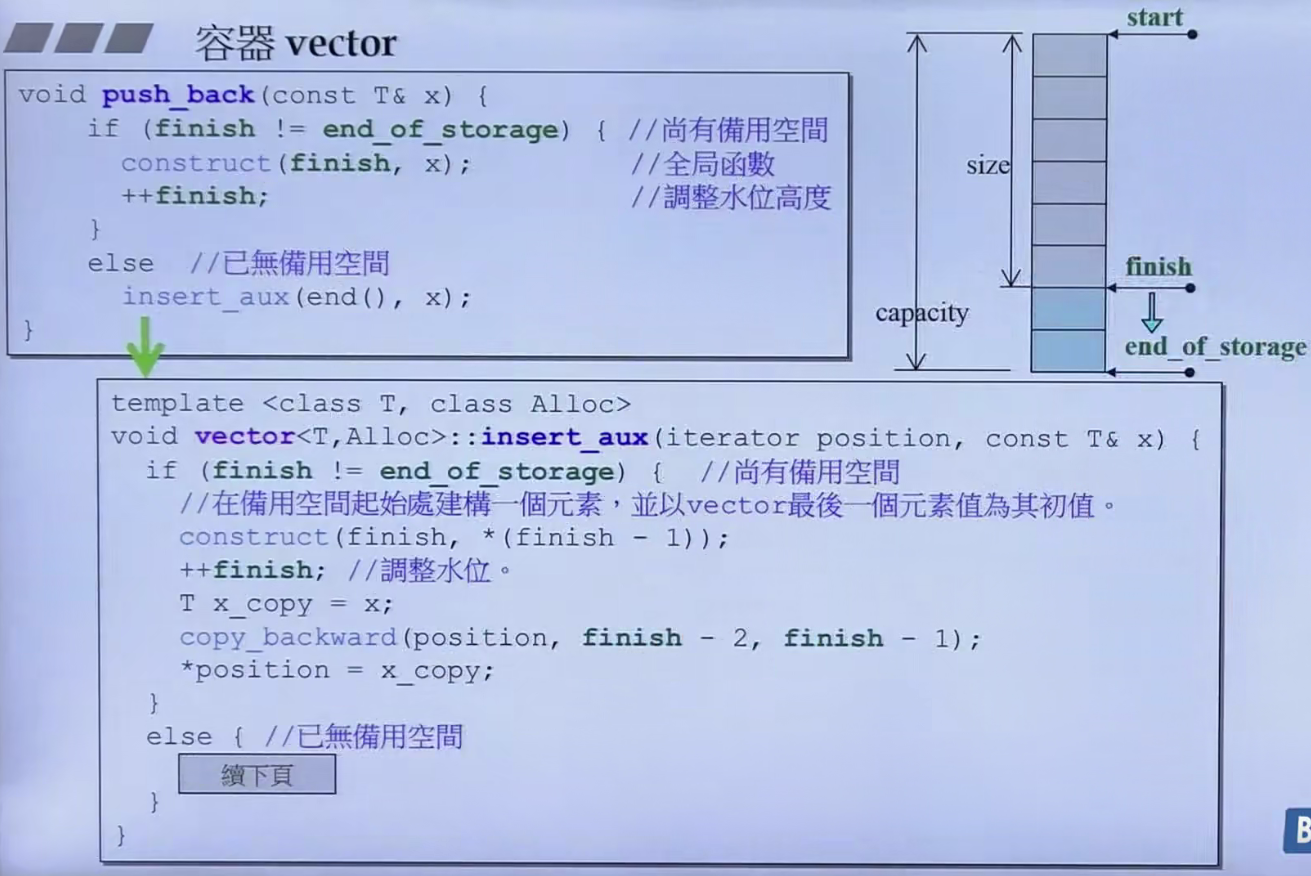 容器 vector
void push_back(const T& x) {
if (finish != end_of_storage) { //尚有備用空間
construct(finish, x); //全局函數
++finish; //調整水位高度
}
else //已無備用空間
insert_aux(end(), x);
}
start
size
finish
capacity
end_of_storage
template <class T, class Alloc>
void vector<T,Alloc>::insert_aux(iterator position, const T& x) {
if (finish != end_of_storage) { //尚有備用空間
//在備用空間起始處建構一個元素，並以vector最後一個元素值為其初值。
construct(finish, *(finish - 1));
++finish; //調整水位。
T x_copy = x;
copy_backward(position, finish - 2, finish - 1);
*position = x_copy;
}
else { //已無備用空間
續下頁
}
}
B